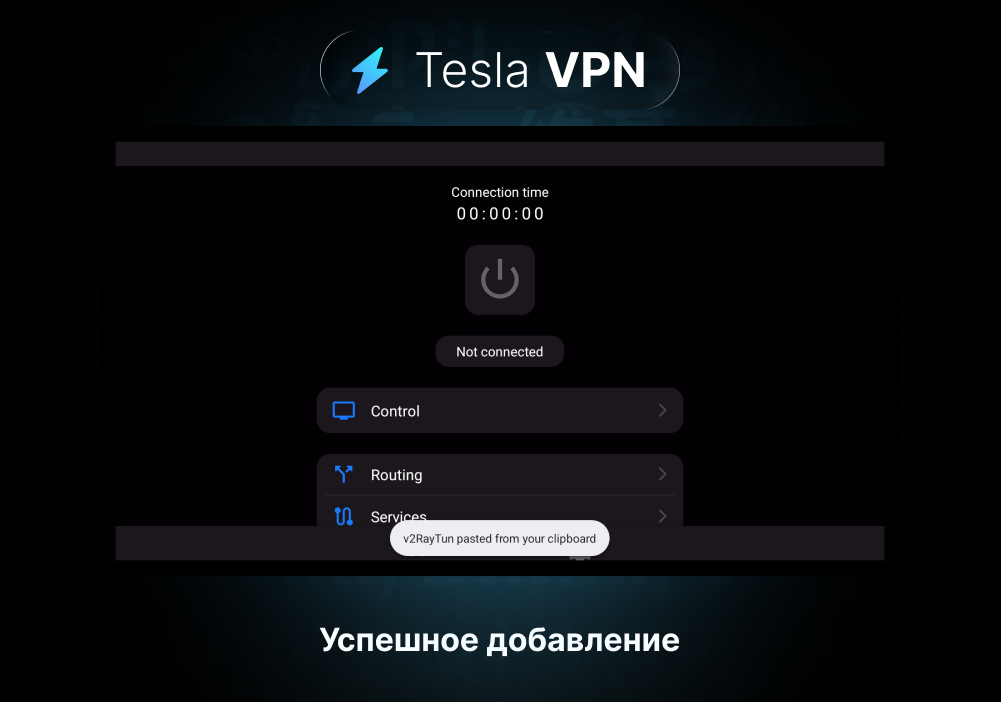 Tesla VPN
Connection time
00:00:00
Not connected
Control
Routing
Services
v2RayTun pasted from your clipboard
Успешное добавление